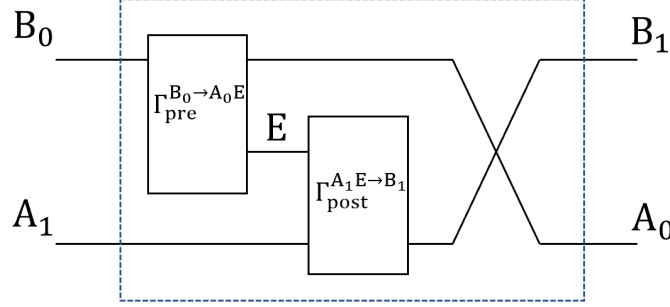 B₀
B₁
Γ_pre^{B₀→A₀E}
E
Γ_post^{A₁E→B₁}
A₁
A₀